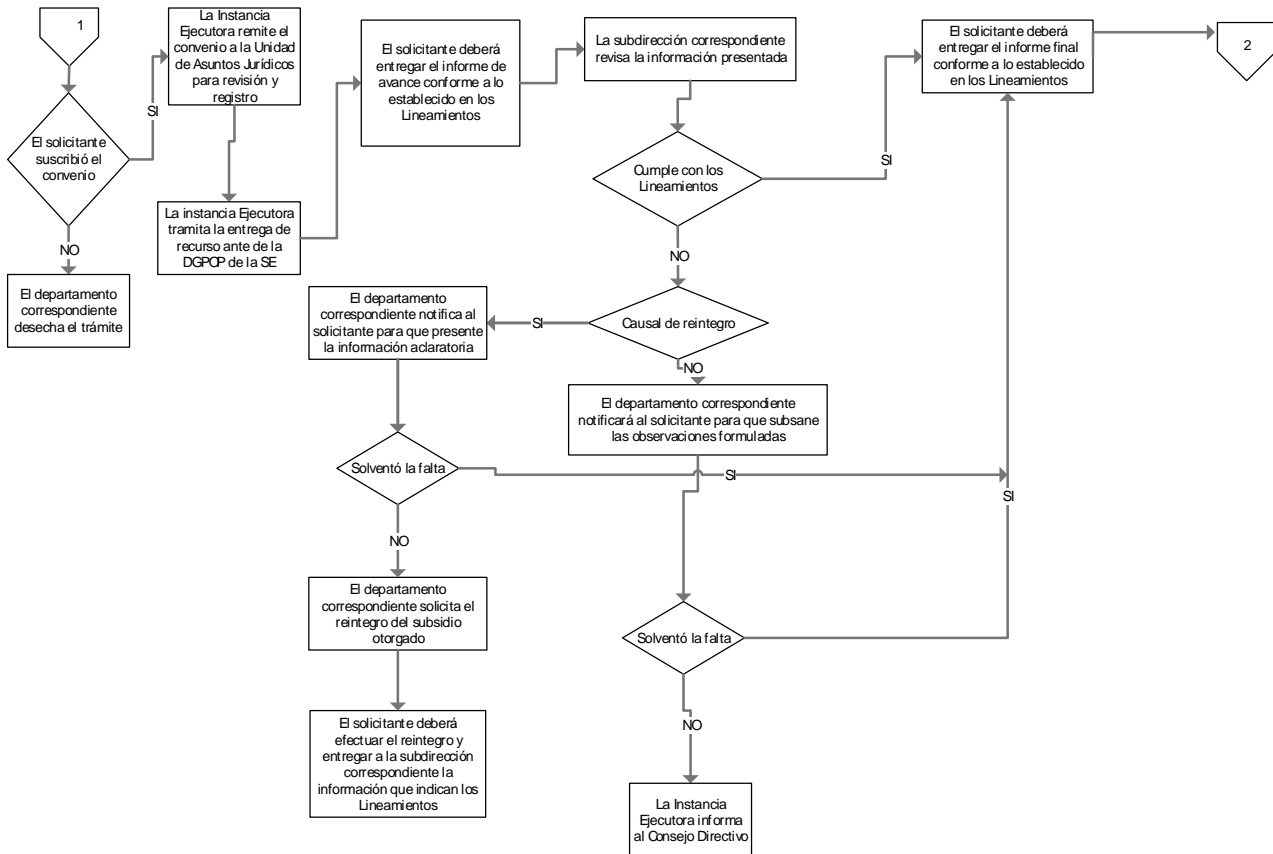 1
La Instancia
Ejecutora remite el
convenio a la Unidad
de Asuntos Jurídicos
para revisión y
registro
El solicitante deberá
entregar el informe de
avance conforme a lo
establecido en los
Lineamientos
La subdirección correspondiente
revisa la información presentada
El solicitante deberá
entregar el informe final
conforme a lo establecido
en los Lineamientos
2
SI
El solicitante
suscribió el
convenio
NO
El departamento
correspondiente
desecha el trámite
La instancia Ejecutora
tramita la entrega de
recurso ante de la
DGPOP de la SE
Cumple con los
Lineamientos
SI
NO
Causal de reintegro
SI
El departamento
correspondiente notifica al
solicitante para que presente
la información aclaratoria
NO
El departamento correspondiente
notificará al solicitante para que subsane
las observaciones formuladas
Solventó la falta
SI
SI
NO
El departamento
correspondiente solicita el
reintegro del subsidio
otorgado
Solventó la falta
El solicitante deberá
efectuar el reintegro y
entregar a la subdirección
correspondiente la
información que indican los
Lineamientos
NO
La Instancia
Ejecutora informa
al Consejo Directivo